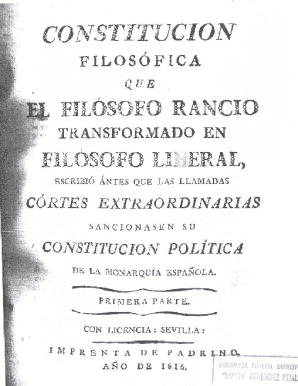 CONSTITUCION
FILOSÓFICA
QUE
EL FILÓSOFO RANCIO
TRANSFORMADO EN
FILÓSOFO LIBERAL,
ESCRIBIÓ ÁNTES QUE LAS LLAMADAS
CÓRTES EXTRAORDINARIAS
SANCIONASEN SU
CONSTITUCION POLÍTICA
DE LA MONARQUÍA ESPAÑOLA.
PRIMERA PARTE.
CON LICENCIA: SEVILLA:
IMPRENTA DE PADRINO,
AÑO DE 1816.